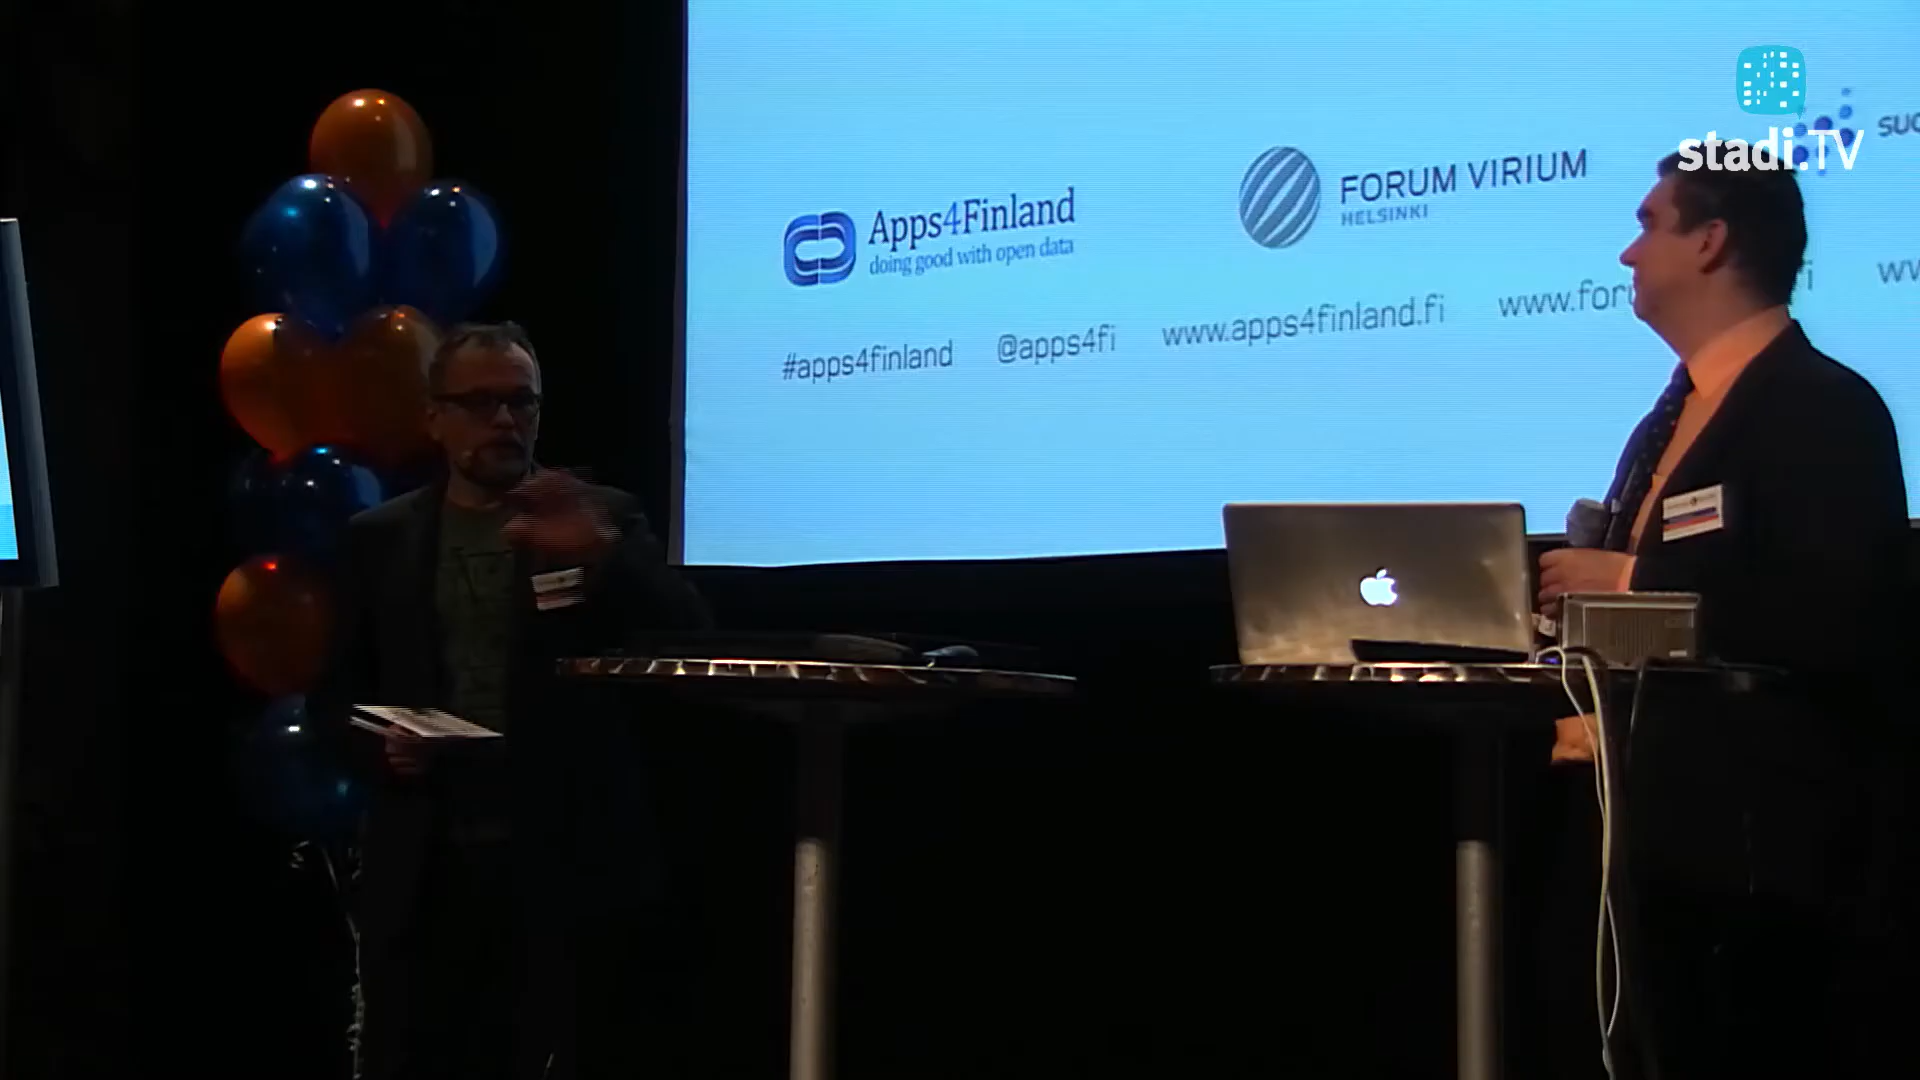 stadi.TV
Apps4Finland
doing good with open data
FORUM VIRIUM
HELSINKI
#apps4finland @apps4fi www.apps4finland.fi